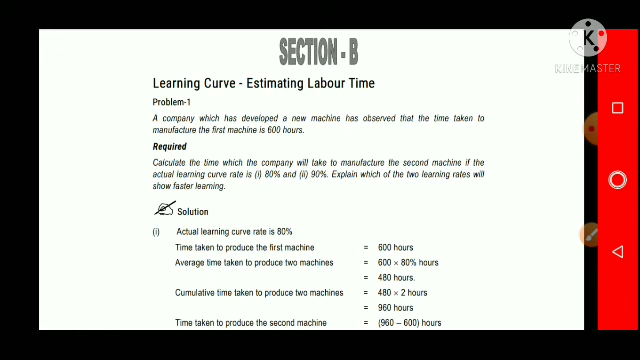 SECTION - B
KINEMASTER
Learning Curve - Estimating Labour Time
Problem-1
A company which has developed a new machine has observed that the time taken to
manufacture the first machine is 600 hours.
Required
Calculate the time which the company will take to manufacture the second machine if the
actual learning curve rate is (i) 80% and (ii) 90%. Explain which of the two learning rates will
show faster learning.
Solution
(i) Actual learning curve rate is 80%
Time taken to produce the first machine = 600 hours
Average time taken to produce two machines = 600 × 80% hours
= 480 hours.
Cumulative time taken to produce two machines = 480 × 2 hours
= 960 hours
Time taken to produce the second machine = (960 – 600) hours